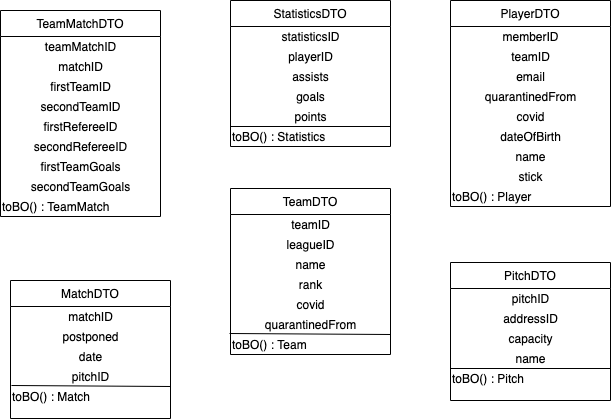 TeamMatchDTO
teamMatchID
matchID
firstTeamID
secondTeamID
firstRefereeID
secondRefereeID
firstTeamGoals
secondTeamGoals
toBO() : TeamMatch
StatisticsDTO
statisticsID
playerID
assists
goals
points
toBO() : Statistics
PlayerDTO
memberID
teamID
email
quarantinedFrom
covid
dateOfBirth
name
stick
toBO() : Player
MatchDTO
matchID
postponed
date
pitchID
toBO() : Match
TeamDTO
teamID
leagueID
name
rank
covid
quarantinedFrom
toBO() : Team
PitchDTO
pitchID
addressID
capacity
name
toBO() : Pitch